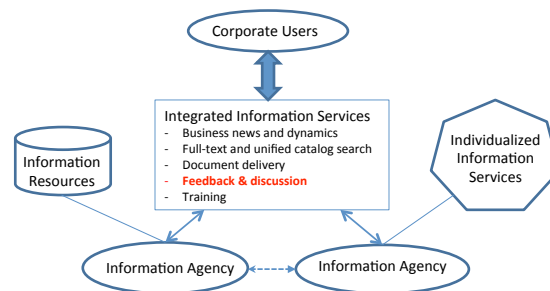 Corporate Users
Integrated Information Services
- Business news and dynamics
- Full-text and unified catalog search
- Document delivery
- Feedback & discussion
- Training
Information
Resources
Individualized
Information
Services
Information Agency
Information Agency